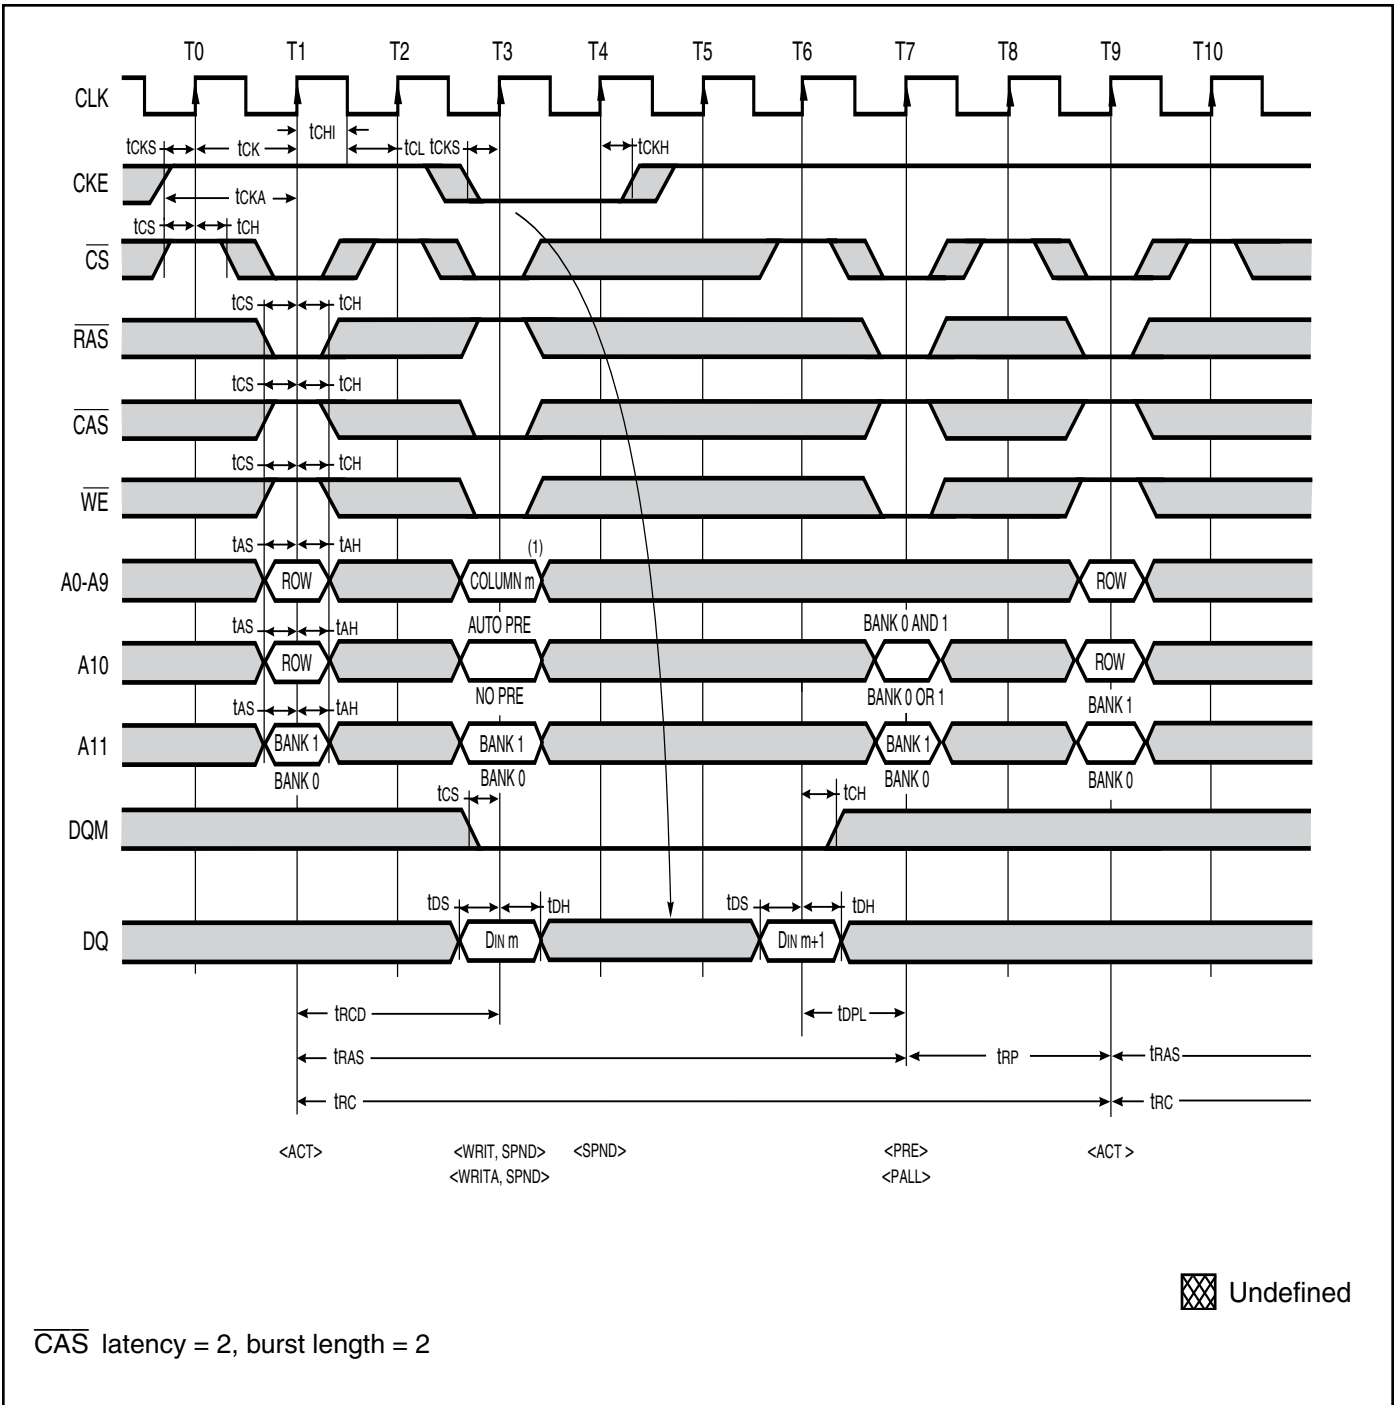 T0 T1 T2 T3 T4 T5 T6 T7 T8 T9 T10
CLK
tCHI
tCKS tCK tCL tCKS tCKH
CKE
tCKA
tCS tCH
CS
tCS tCH
RAS
tCS tCH
CAS
tCS tCH
WE
tAS tAH (1)
A0-A9 ROW COLUMN m ROW
tAS tAH AUTO PRE BANK 0 AND 1
A10 ROW ROW
NO PRE BANK 0 OR 1 BANK 1
tAS tAH
A11 BANK 1 BANK 1 BANK 1
BANK 0 BANK 0 BANK 0 BANK 0
tCS tCH
DQM
tDS tDH tDS tDH
DQ DIN m DIN m+1
tRCD tDPL
tRAS tRP tRAS
tRC tRC
<ACT> <WRIT, SPND> <SPND> <PRE> <ACT >
<WRITA, SPND> <PALL>
Undefined
CAS latency = 2, burst length = 2